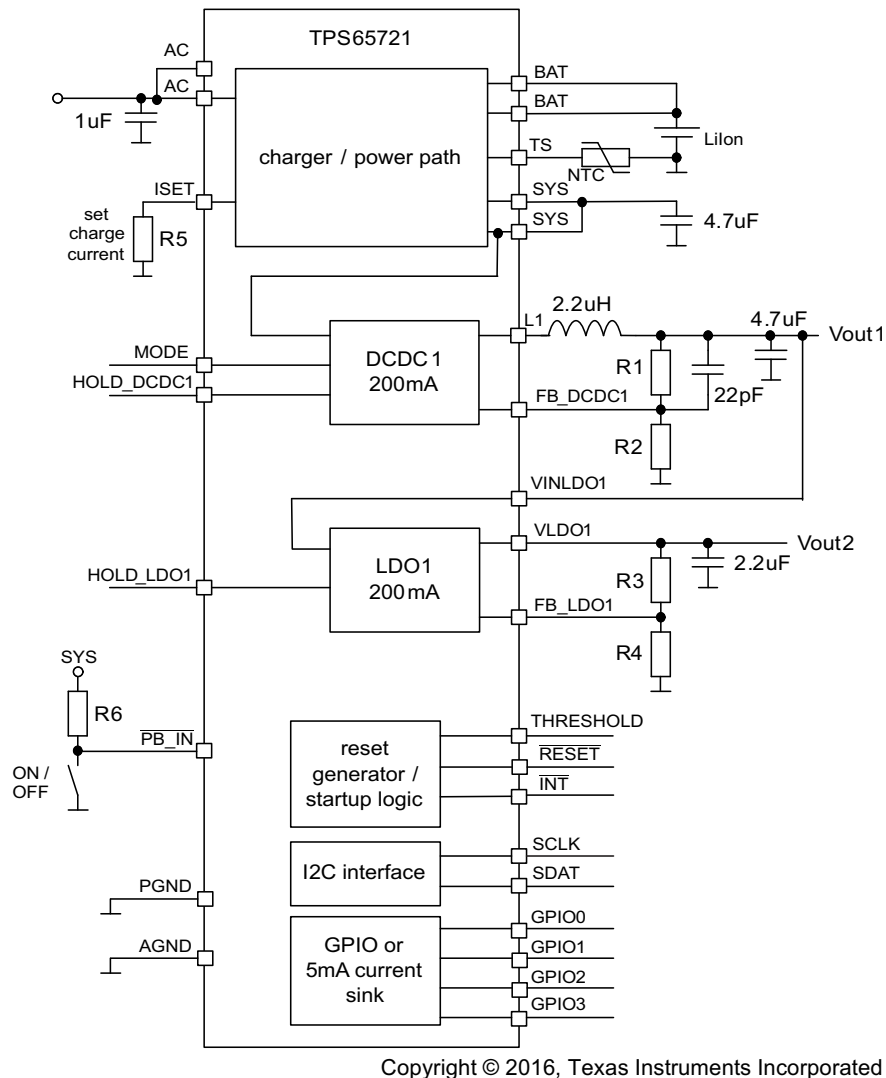 TPS65721
AC
AC
1uF
charger / power path
BAT
BAT
TS
NTC
LiIon
ISET
set
charge
current
R5
SYS
SYS
4.7uF
L1
2.2uH
4.7uF
Vout1
MODE
HOLD_DCDC1
DCDC1
200mA
R1
22pF
FB_DCDC1
R2
VINLDO1
VLDO1
Vout2
HOLD_LDO1
LDO1
200mA
R3
2.2uF
FB_LDO1
R4
SYS
R6
PB_IN
ON /
OFF
reset
generator /
startup logic
THRESHOLD
RESET
INT
I2C interface
SCLK
SDAT
PGND
AGND
GPIO or
5mA current
sink
GPIO0
GPIO1
GPIO2
GPIO3
Copyright © 2016, Texas Instruments Incorporated